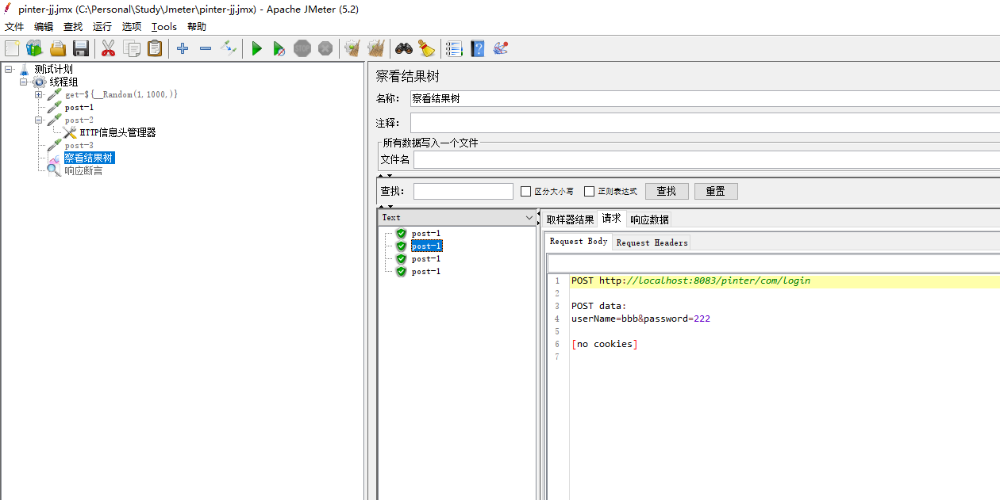 pinter-jj.jmx (C:\Personal\Study\Jmeter\pinter-jj.jmx) - Apache JMeter (5.2)
文件 编辑 查找 运行 选项 Tools 帮助
STOP
测试计划
线程组
get-${__Random(1,1000,)}
post-1
post-2
HTTP信息头管理器
post-3
察看结果树
响应断言
察看结果树
名称: 察看结果树
注释:
所有数据写入一个文件
文件名
查找: 区分大小写 正则表达式 查找 重置
Text
post-1
post-1
post-1
post-1
取样器结果 请求 响应数据
Request Body Request Headers
1 POST http://localhost:8083/pinter/com/login
2
3 POST data:
4 userName=bbb&password=222
5
6 [no cookies]
7